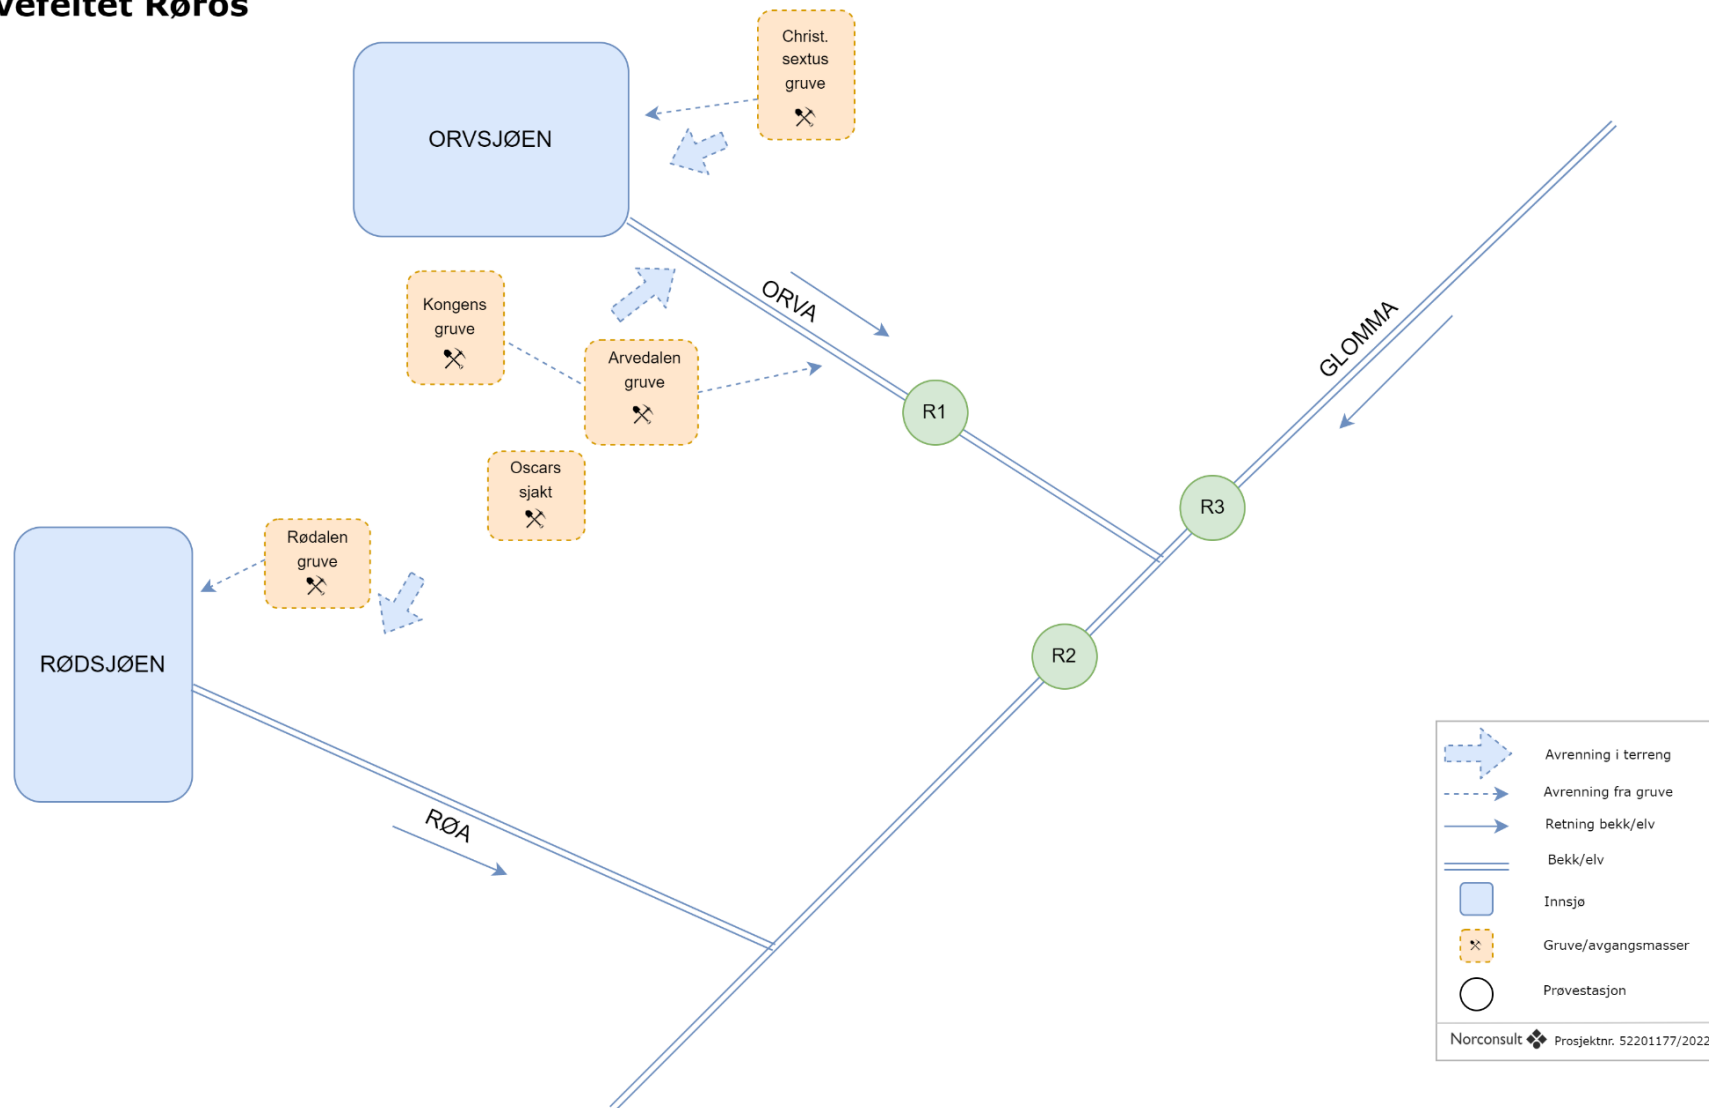 vefeltet Røros
Christ.
sextus
gruve
ORVSJØEN
Kongens
gruve
ORVA
Arvedalen
gruve
GLOMMA
R1
Oscars
sjakt
R3
Rødalen
gruve
R2
RØDSJØEN
RØA
Avrenning i terreng
Avrenning fra gruve
Retning bekk/elv
Bekk/elv
Innsjø
Gruve/avgangsmasser
Prøvestasjon
Norconsult Prosjektnr. 52201177/2022